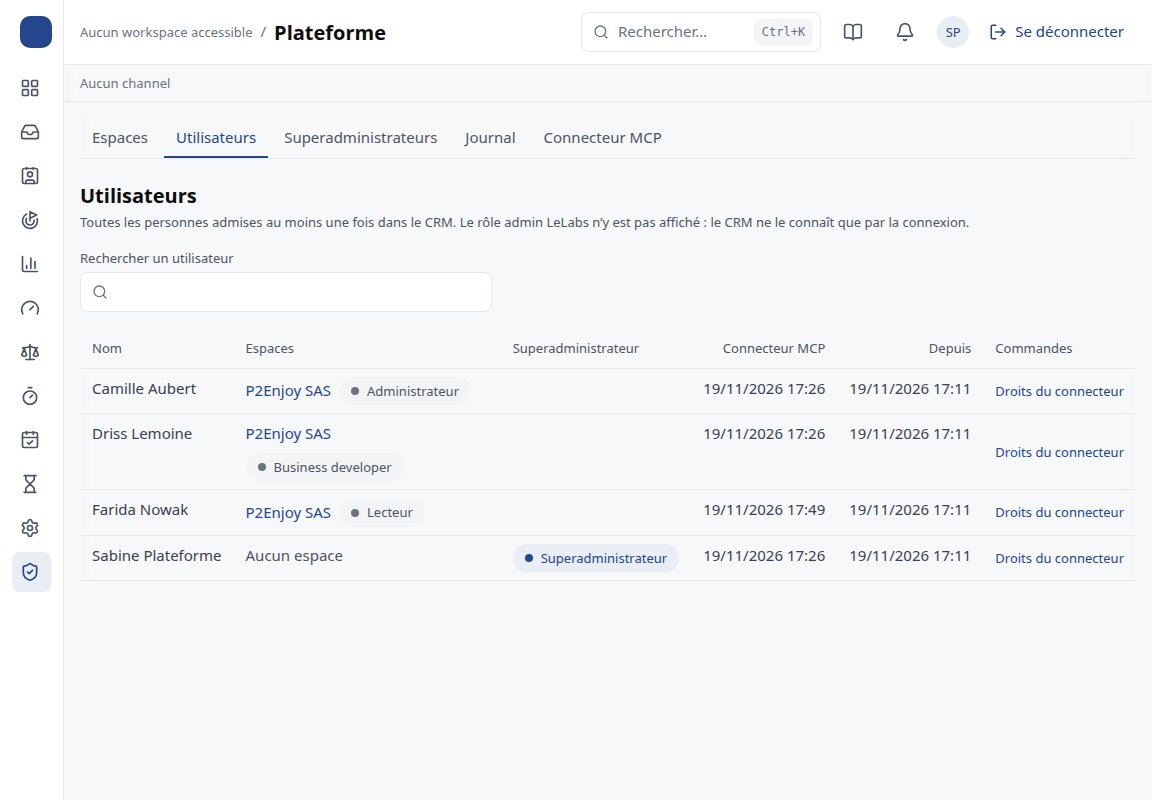 Aucun workspace accessible / Plateforme
Rechercher... Ctrl+K
SP
Se déconnecter
Aucun channel
Espaces Utilisateurs Superadministrateurs Journal Connecteur MCP
Utilisateurs
Toutes les personnes admises au moins une fois dans le CRM. Le rôle admin LeLabs n’y est pas affiché : le CRM ne le connaît que par la connexion.
Rechercher un utilisateur
Nom Espaces Superadministrateur Connecteur MCP Depuis Commandes
Camille Aubert P2Enjoy SAS Administrateur 19/11/2026 17:26 19/11/2026 17:11 Droits du connecteur
Driss Lemoine P2Enjoy SAS 19/11/2026 17:26 19/11/2026 17:11 Droits du connecteur
Business developer
Farida Nowak P2Enjoy SAS Lecteur 19/11/2026 17:49 19/11/2026 17:11 Droits du connecteur
Sabine Plateforme Aucun espace Superadministrateur 19/11/2026 17:26 19/11/2026 17:11 Droits du connecteur